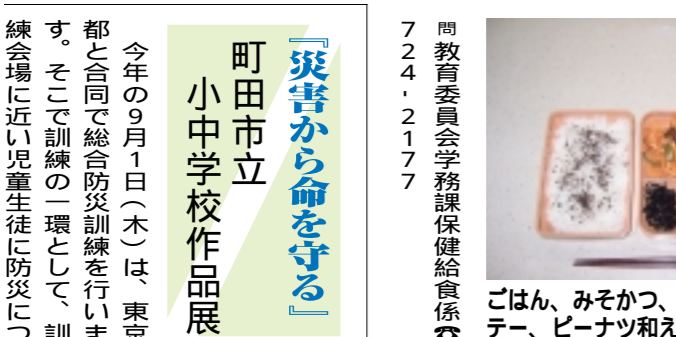 ごはん、みそかつ、
テー、ピーナツ和え
問教育委員会学務課保健給食係☎
724-2177
『災害から命を守る』
町田市立
小中学校作品展
今年の9月1日（木）は、東京
都と合同で総合防災訓練を行いま
す。そこで訓練の一環として、訓
練会場に近い児童生徒に防災につ